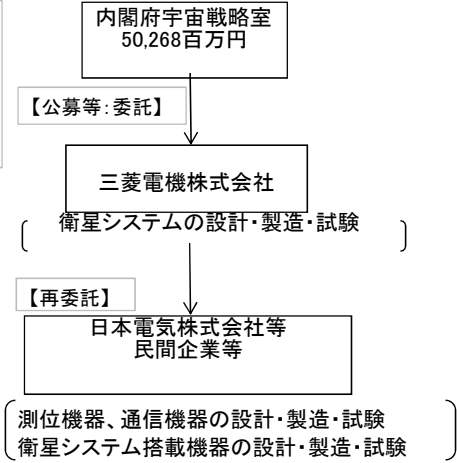 内閣府宇宙戦略室
50,268百万円
【公募等：委託】
三菱電機株式会社
衛星システムの設計・製造・試験
【再委託】
日本電気株式会社等
民間企業等
測位機器、通信機器の設計・製造・試験
衛星システム搭載機器の設計・製造・試験